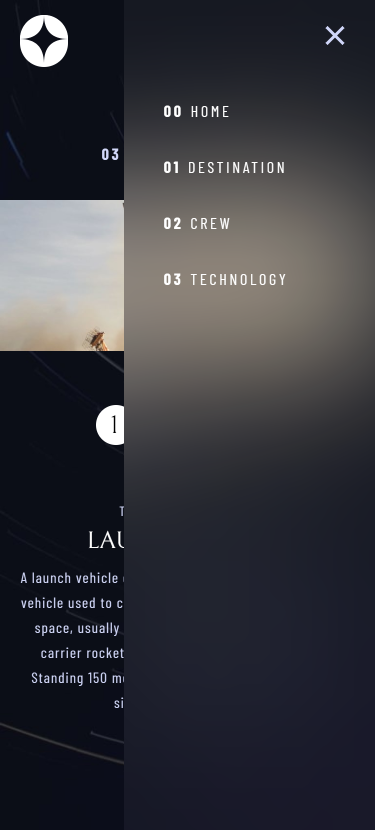 00 HOME
01 DESTINATION
02 CREW
03 TECHNOLOGY
03
1
T
LAU
A launch vehicle
vehicle used to c
space, usually
carrier rocket
Standing 150 me
si